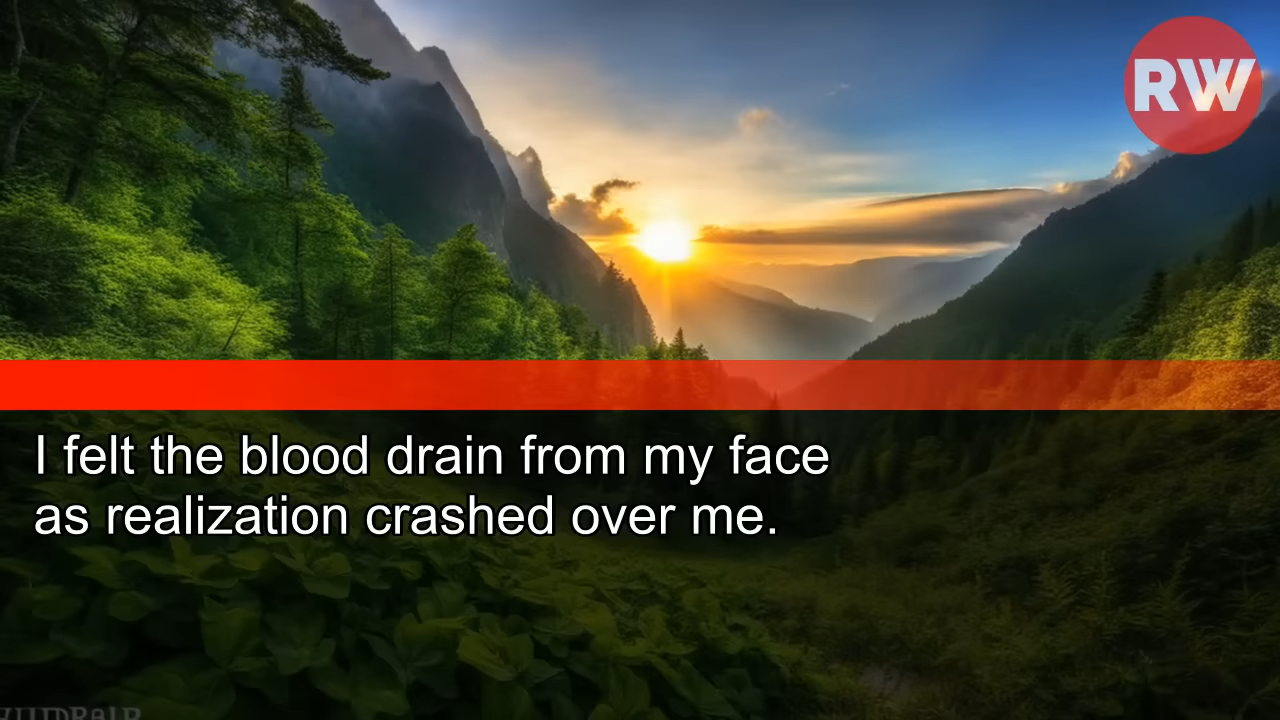 RW
I felt the blood drain from my face
as realization crashed over me.